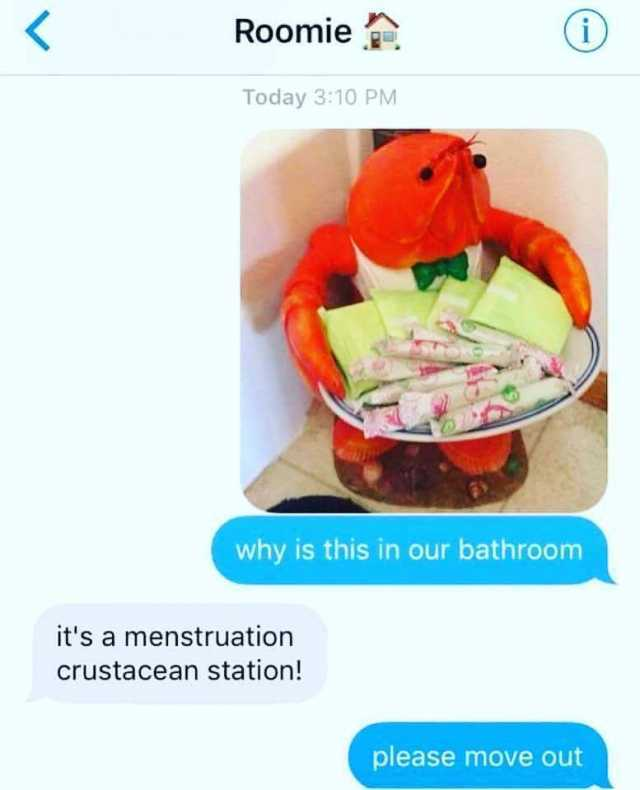 Roomie 🏠
Today 3:10 PM
why is this in our bathroom
it's a menstruation
crustacean station!
please move out